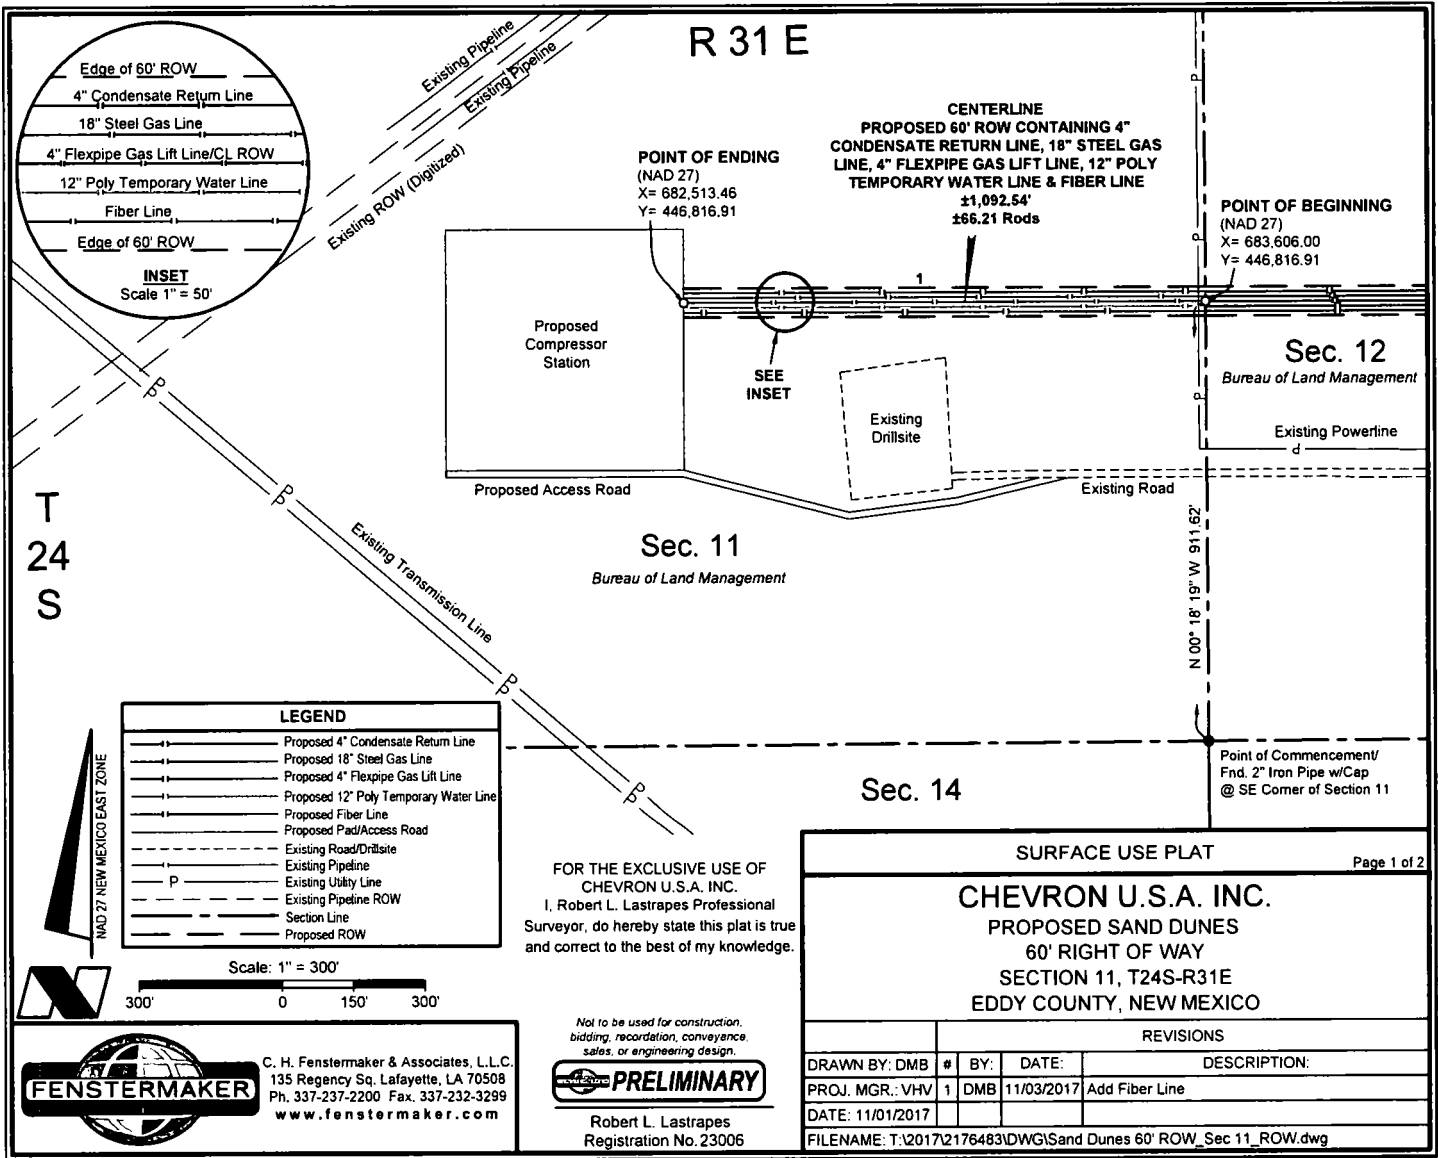 R 31 E
Edge of 60' ROW
4" Condensate Return Line
18" Steel Gas Line
4" Flexpipe Gas Lift Line/CL ROW
12" Poly Temporary Water Line
Fiber Line
Edge of 60' ROW
INSET
Scale 1" = 50'
Existing Pipeline
Existing Pipeline
Existing ROW (Digitized)
POINT OF ENDING
(NAD 27)
X= 682,513.46
Y= 446,816.91
CENTERLINE
PROPOSED 60' ROW CONTAINING 4"
CONDENSATE RETURN LINE, 18" STEEL GAS
LINE, 4" FLEXPIPE GAS LIFT LINE, 12" POLY
TEMPORARY WATER LINE & FIBER LINE
±1,092.54'
±66.21 Rods
POINT OF BEGINNING
(NAD 27)
X= 683,606.00
Y= 446,816.91
P
P
P
1
Proposed
Compressor
Station
SEE
INSET
Existing
Drillsite
Sec. 12
Bureau of Land Management
Existing Powerline
P
Existing Road
Proposed Access Road
P
P
P
P
P
P
P
P
T
24
S
Existing Transmission Line
Sec. 11
Bureau of Land Management
N 00° 18' 19" W 911.62'
Sec. 14
Point of Commencement/
Fnd. 2" Iron Pipe w/Cap
@ SE Corner of Section 11
LEGEND
Proposed 4" Condensate Return Line
Proposed 18" Steel Gas Line
Proposed 4" Flexpipe Gas Lift Line
Proposed 12" Poly Temporary Water Line
Proposed Fiber Line
Proposed Pad/Access Road
Existing Road/Drillsite
Existing Pipeline
P Existing Utility Line
Existing Pipeline ROW
Section Line
Proposed ROW
NAD 27 NEW MEXICO EAST ZONE
N
Scale: 1" = 300'
300' 0 150' 300'
FENSTERMAKER
C. H. Fenstermaker & Associates, L.L.C.
135 Regency Sq. Lafayette, LA 70508
Ph. 337-237-2200 Fax. 337-232-3299
www.fenstermaker.com
FOR THE EXCLUSIVE USE OF
CHEVRON U.S.A. INC.
I, Robert L. Lastrapes Professional
Surveyor, do hereby state this plat is true
and correct to the best of my knowledge.
Not to be used for construction,
bidding, recordation, conveyance,
sales, or engineering design.
PRELIMINARY
Robert L. Lastrapes
Registration No. 23006
SURFACE USE PLAT
Page 1 of 2
CHEVRON U.S.A. INC.
PROPOSED SAND DUNES
60' RIGHT OF WAY
SECTION 11, T24S-R31E
EDDY COUNTY, NEW MEXICO
REVISIONS
DRAWN BY: DMB # BY: DATE: DESCRIPTION:
PROJ. MGR.: VHV 1 DMB 11/03/2017 Add Fiber Line
DATE: 11/01/2017
FILENAME: T:\2017\2176483\DWG\Sand Dunes 60' ROW_Sec 11_ROW.dwg